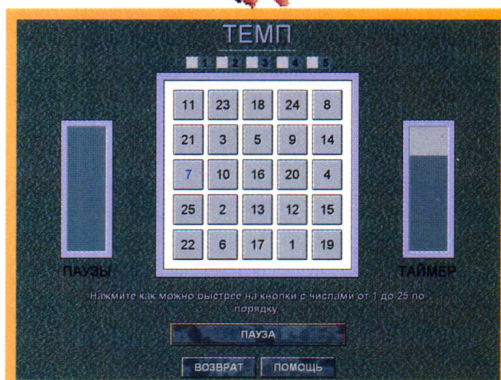 ТЕМП
1 2 3 4 5
11 23 18 24 8
21 3 5 9 14
7 10 16 20 4
25 2 13 12 15
22 6 17 1 19
ПАУЗЫ
ТАЙМЕР
Нажмите как можно быстрее на кнопки с числами от 1 до 25 по
порядку
ПАУЗА
ВОЗВРАТ ПОМОЩЬ